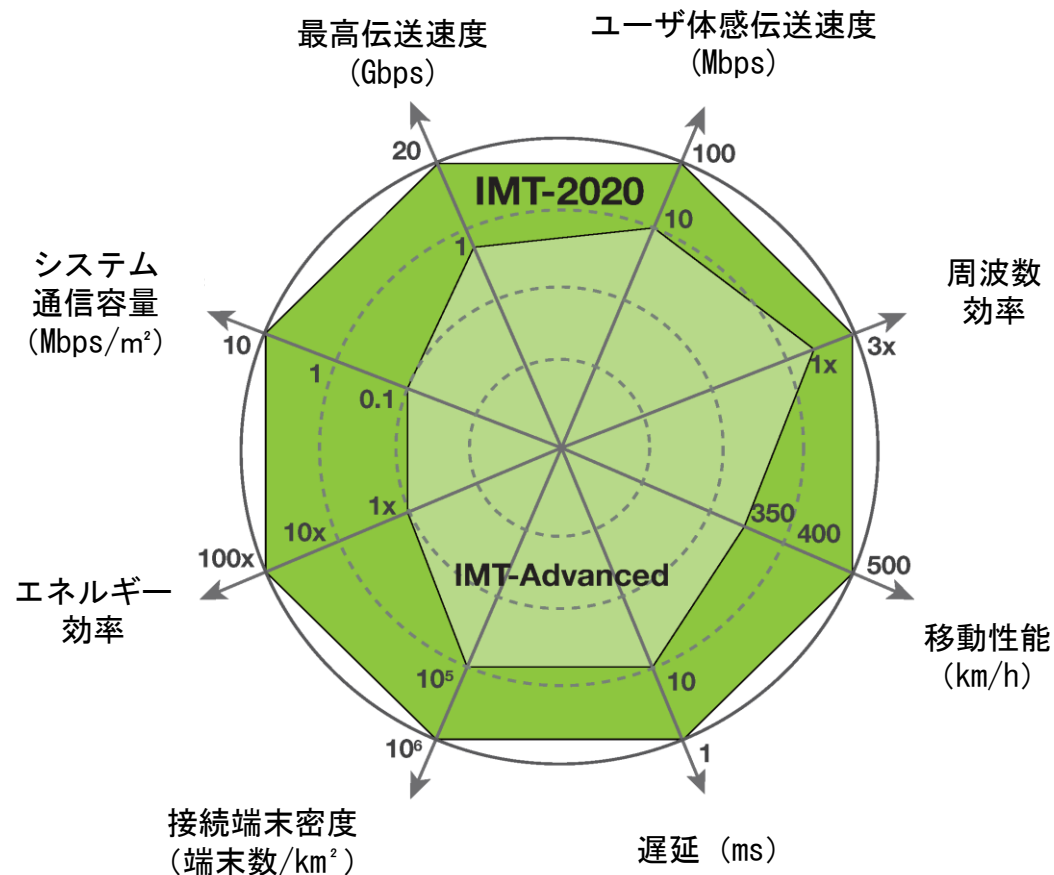 最高伝送速度
(Gbps)
ユーザ体感伝送速度
(Mbps)
20
100
IMT-2020
10
1
システム
通信容量
(Mbps/m²)
周波数
効率
10
1
0.1
1x
3x
1x
10x
100x
350
400
500
エネルギー
効率
IMT-Advanced
移動性能
(km/h)
10⁵
10
10⁶
1
接続端末密度
(端末数/km²)
遅延 (ms)